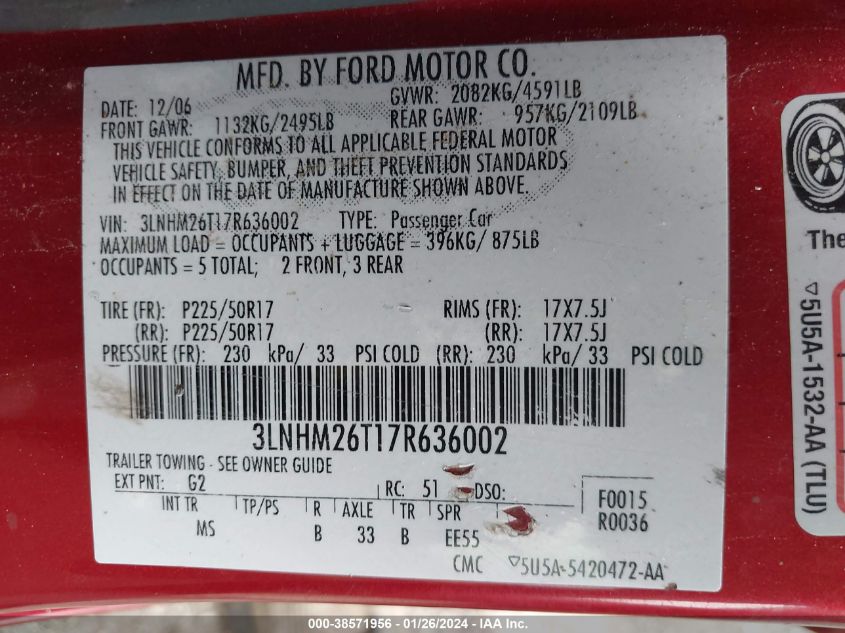 MFD. BY FORD MOTOR CO.
DATE: 12/06 GVWR: 2082KG/4591LB
FRONT GAWR: 1132KG/2495LB REAR GAWR: 957KG/2109LB
THIS VEHICLE CONFORMS TO ALL APPLICABLE FEDERAL MOTOR
VEHICLE SAFETY, BUMPER, AND THEFT PREVENTION STANDARDS
IN EFFECT ON THE DATE OF MANUFACTURE SHOWN ABOVE.
VIN: 3LNHM26T17R636002 TYPE: Passenger Car
MAXIMUM LOAD = OCCUPANTS + LUGGAGE = 396KG/ 875LB
OCCUPANTS = 5 TOTAL; 2 FRONT, 3 REAR
TIRE (FR): P225/50R17 RIMS (FR): 17X7.5J
(RR): P225/50R17 (RR): 17X7.5J
PRESSURE (FR): 230 kPa/ 33 PSI COLD (RR): 230 kPa/ 33 PSI COLD
3LNHM26T17R636002
TRAILER TOWING - SEE OWNER GUIDE
EXT PNT: G2 RC: 51 DSO:
INT TR TP/PS R AXLE TR SPR
MS B 33 B EE55
F0015
R0036
CMC ▽5U5A-5420472-AA
The
▽5U5A-1532-AA (TLU)
000-38571956 - 01/26/2024 - IAA Inc.